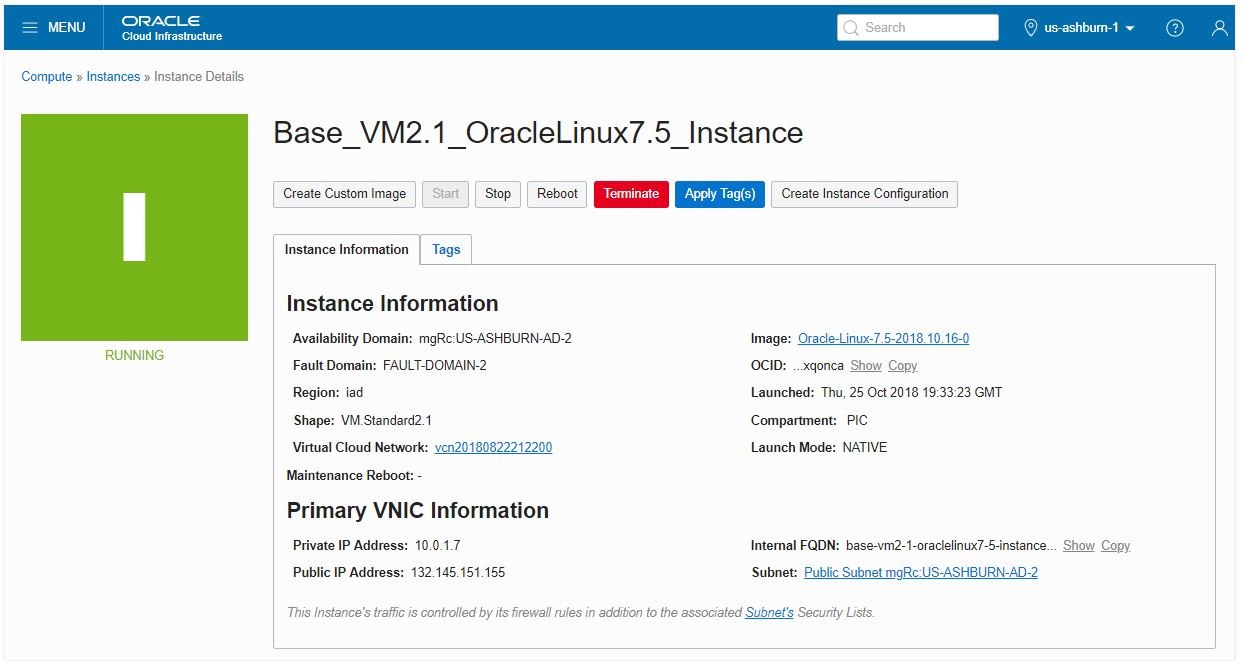 MENU
ORACLE
Cloud Infrastructure
Search
us-ashburn-1
?
Compute » Instances » Instance Details
I
RUNNING
Base_VM2.1_OracleLinux7.5_Instance
Create Custom Image Start Stop Reboot Terminate Apply Tag(s) Create Instance Configuration
Instance Information Tags
Instance Information
Availability Domain: mgRc:US-ASHBURN-AD-2
Fault Domain: FAULT-DOMAIN-2
Region: iad
Shape: VM.Standard2.1
Virtual Cloud Network: vcn20180822212200
Maintenance Reboot: -
Image: Oracle-Linux-7.5-2018.10.16-0
OCID: ...xqonca Show Copy
Launched: Thu, 25 Oct 2018 19:33:23 GMT
Compartment: PIC
Launch Mode: NATIVE
Primary VNIC Information
Private IP Address: 10.0.1.7
Public IP Address: 132.145.151.155
Internal FQDN: base-vm2-1-oraclelinux7-5-instance... Show Copy
Subnet: Public Subnet mgRc:US-ASHBURN-AD-2
This Instance's traffic is controlled by its firewall rules in addition to the associated Subnet's Security Lists.